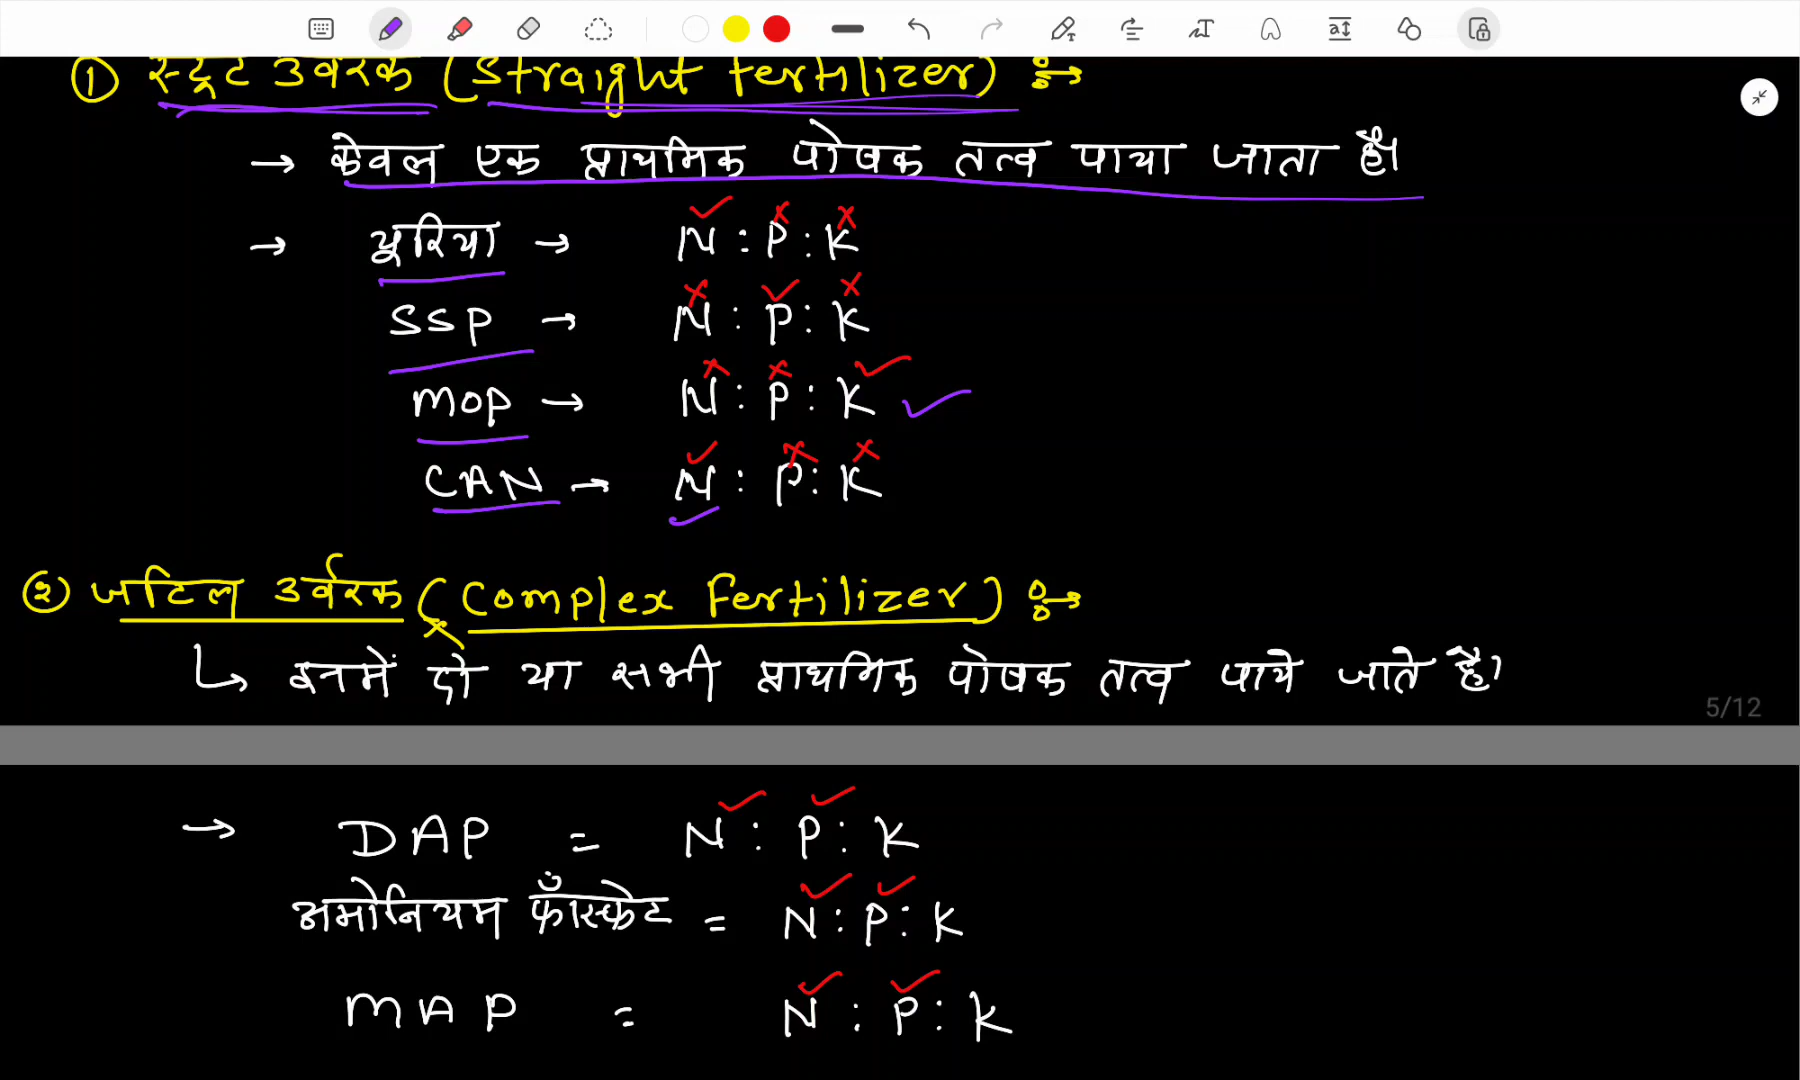 ① स्ट्रेट उर्वरक (Straight fertilizer) :→
→ केवल एक प्राथमिक पोषक तत्व पाया जाता है।
→ यूरिया → N : P : K
SSP → N : P : K
MOP → N : P : K
CAN → N : P : K
② जटिल उर्वरक (Complex Fertilizer) :→
↳ इनमें दो या सभी प्राथमिक पोषक तत्व पाये जाते है।
5/12
→ DAP = N : P : K
अमोनियम फॉस्फेट = N : P : K
MAP = N : P : K